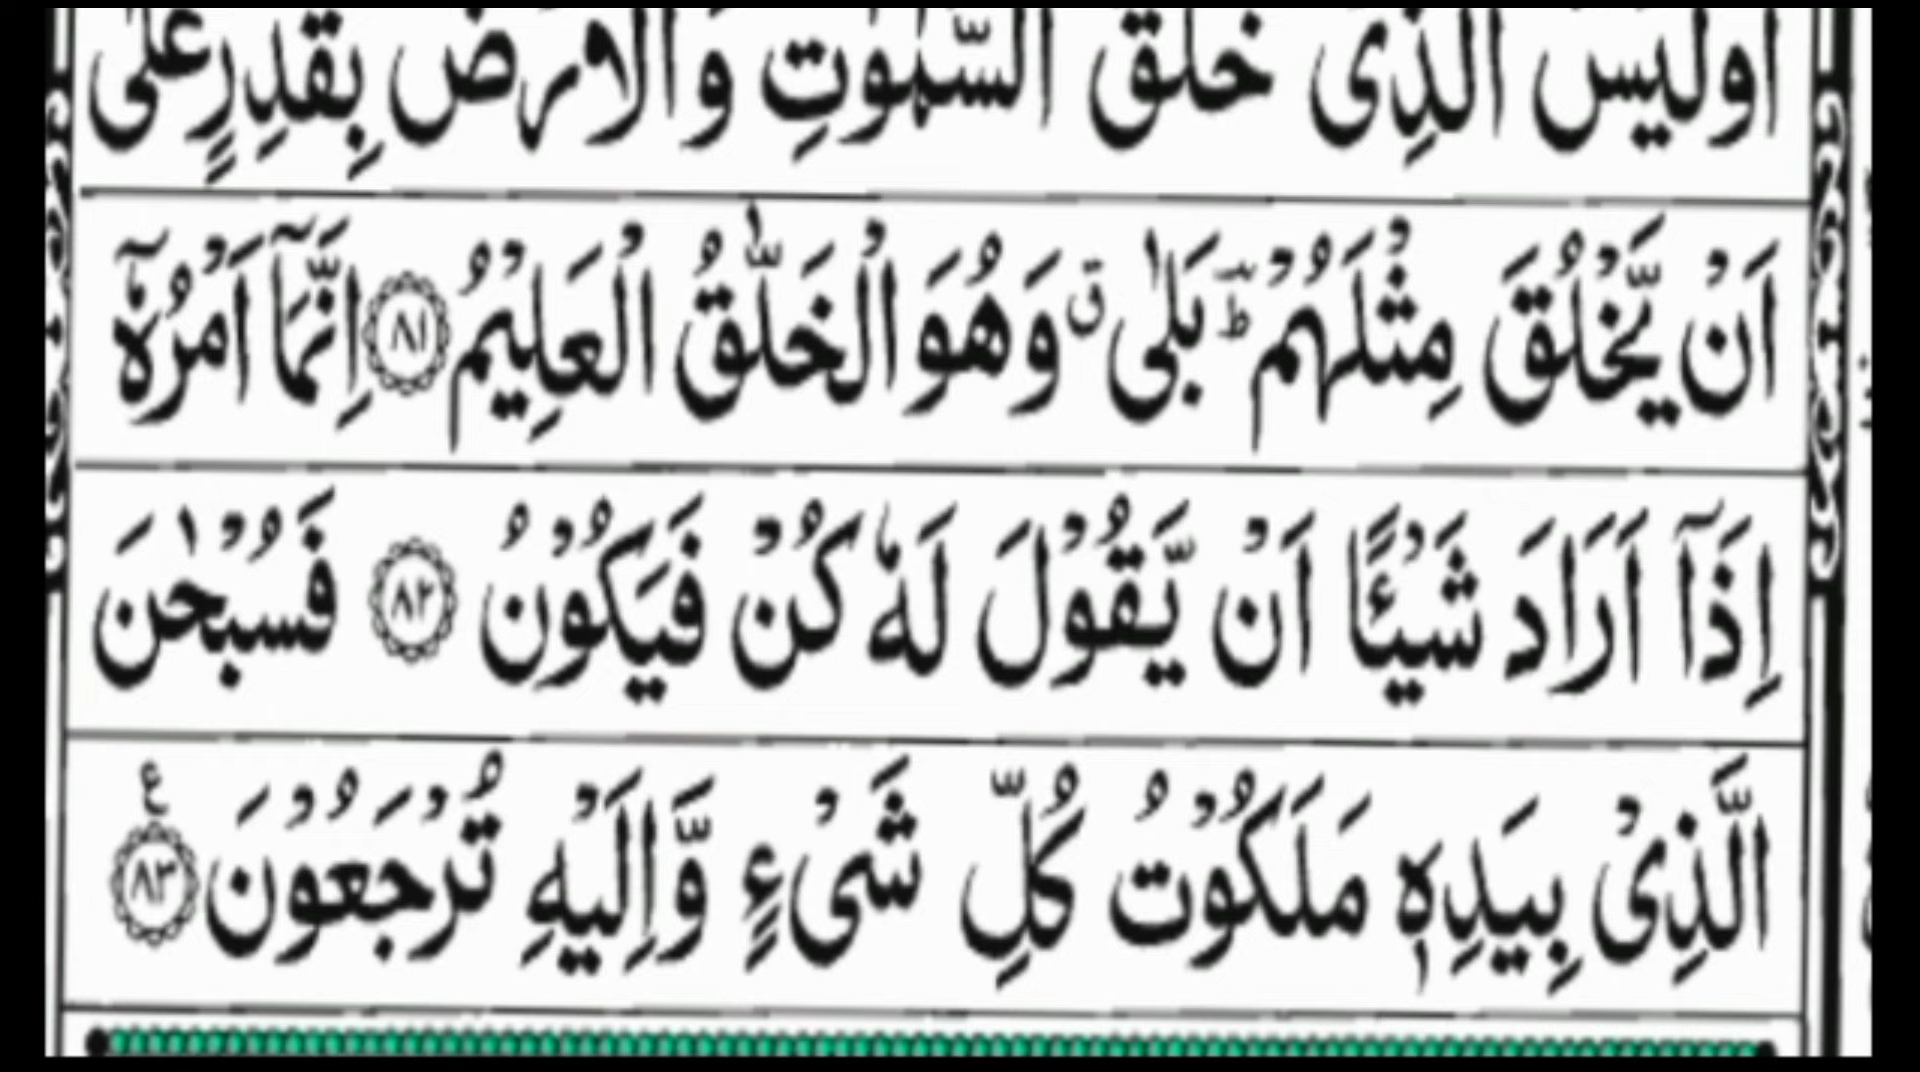 اَوَلَيْسَ الَّذِىْ خَلَقَ السَّمٰوٰتِ وَالْاَرْضَ بِقٰدِرٍ عَلٰٓى
اَنْ يَّخْلُقَ مِثْلَهُمْ ؕ بَلٰى ۗ وَهُوَ الْخَلّٰقُ الْعَلِيْمُ ﴿۸۱﴾ اِنَّمَاۤ اَمْرُهٗۤ
اِذَاۤ اَرَادَ شَيْئًا اَنْ يَّقُوْلَ لَهٗ كُنْ فَيَكُوْنُ ﴿۸۲﴾ فَسُبْحٰنَ
الَّذِىْ بِيَدِهٖ مَلَكُوْتُ كُلِّ شَىْءٍ وَّاِلَيْهِ تُرْجَعُوْنَ ﴿۸۳﴾ ع